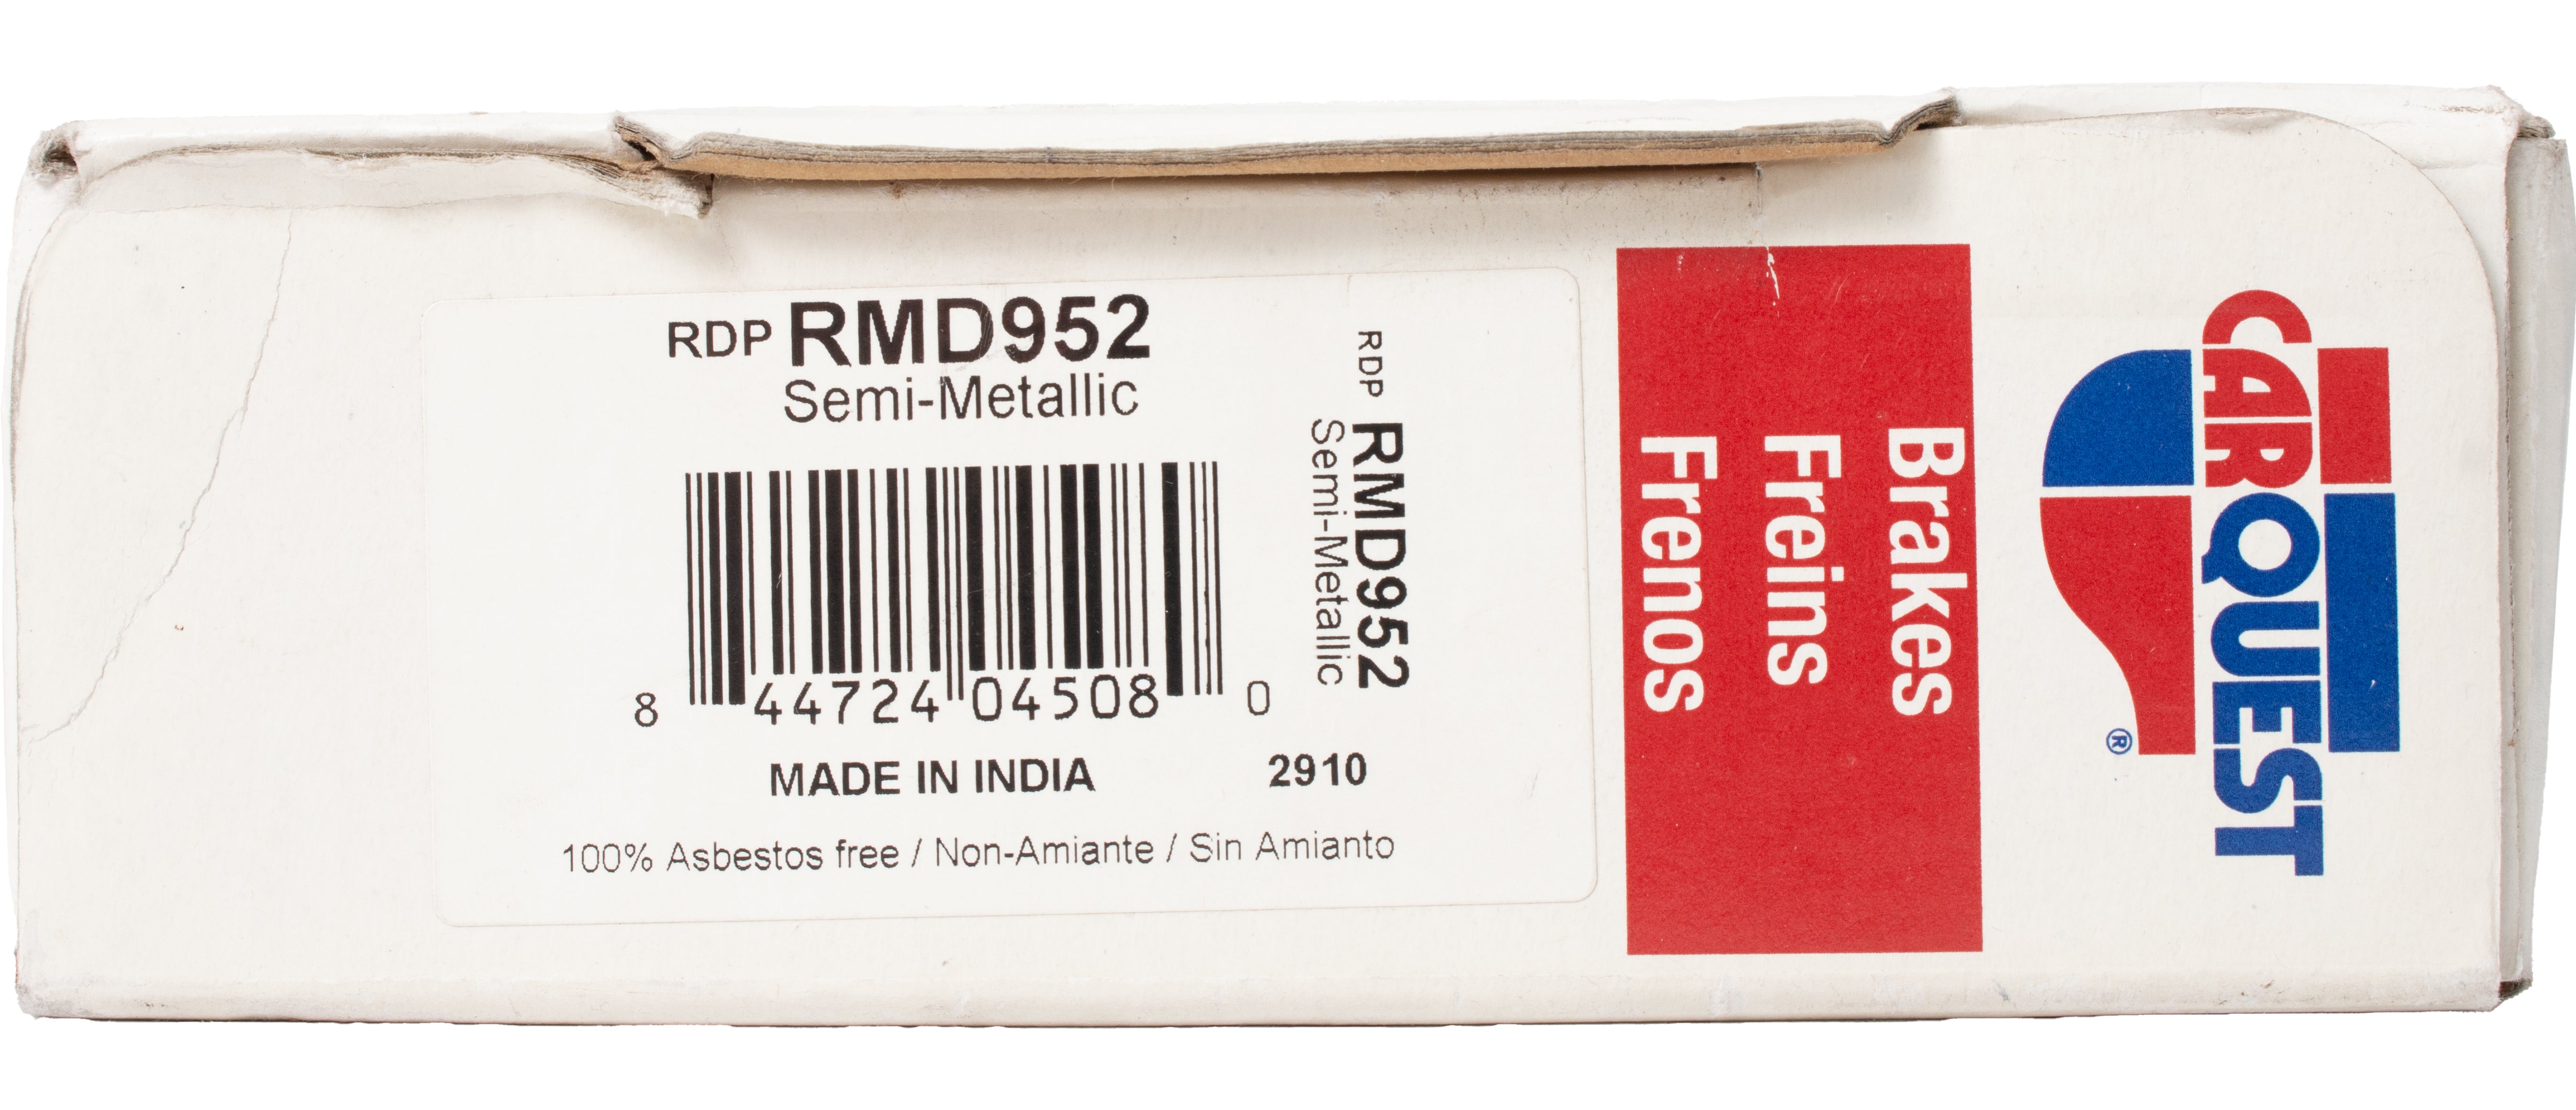 RDP RMD952
Semi-Metallic
8 44724 04508 0
MADE IN INDIA 2910
100% Asbestos free / Non-Amiante / Sin Amianto
RDP RMD952
Semi-Metallic
Brakes
Freins
Frenos
CARQUEST
®